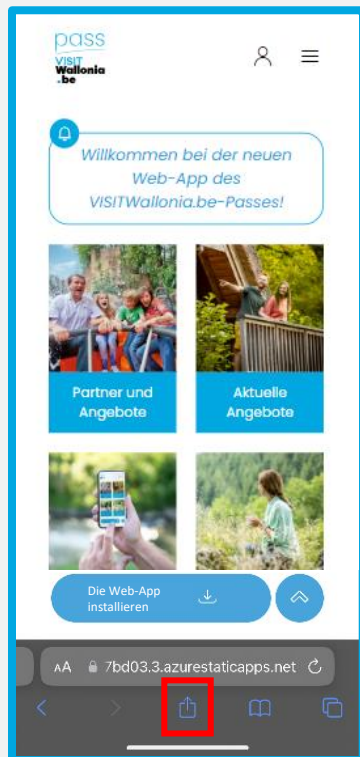 pass
VISIT
Wallonia
.be
Willkommen bei der neuen
Web-App des
VISITWallonia.be-Passes!
Partner und
Angebote
Aktuelle
Angebote
Die Web-App
installieren
AA 7bd03.3.azurestaticapps.net